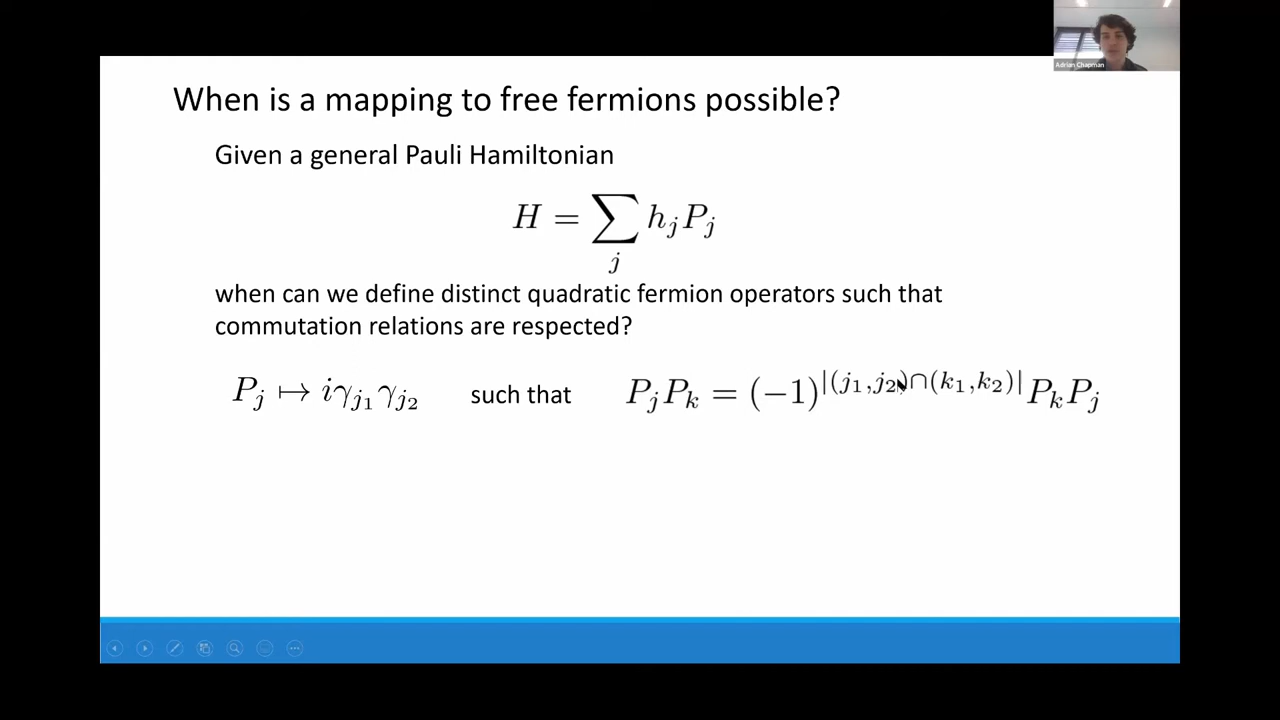 Adrian Chapman
When is a mapping to free fermions possible?
Given a general Pauli Hamiltonian
H = ∑_j h_j P_j
when can we define distinct quadratic fermion operators such that
commutation relations are respected?
P_j ↦ iγ_{j_1} γ_{j_2} such that P_j P_k = (−1)^{|(j_1,j_2)∩(k_1,k_2)|} P_k P_j